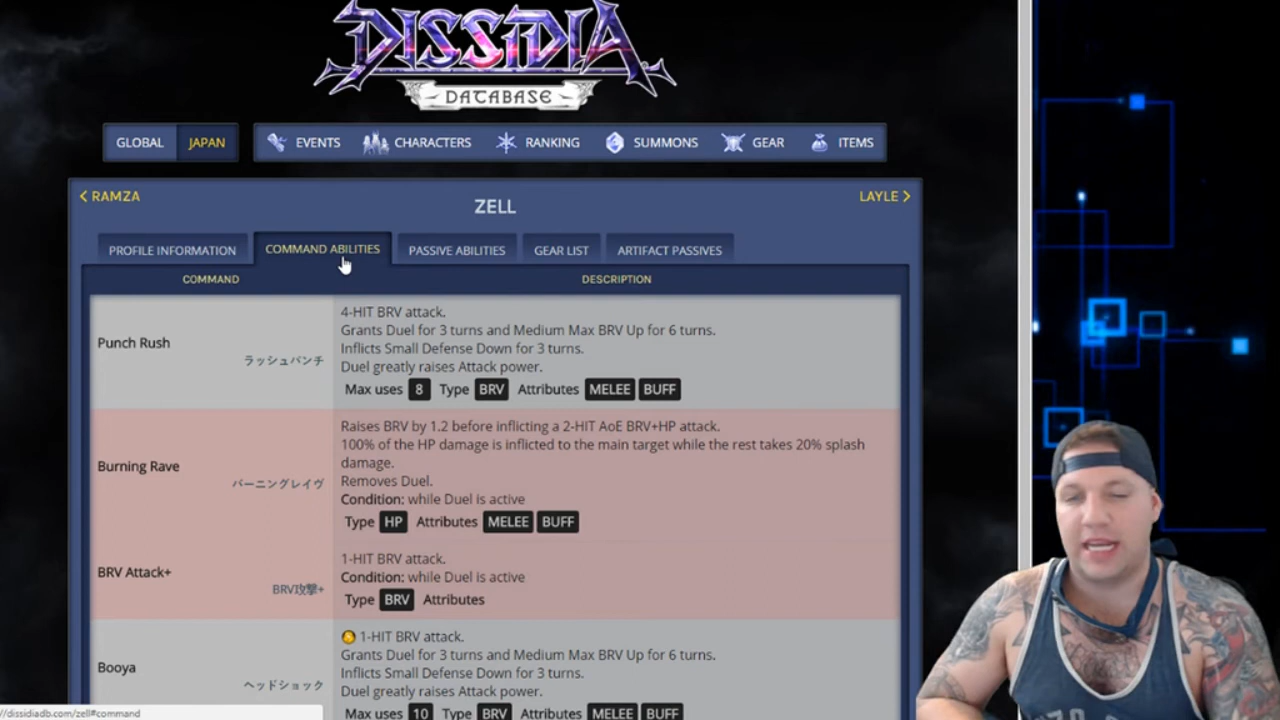 DISSIDIA
DATABASE
GLOBAL JAPAN EVENTS CHARACTERS RANKING SUMMONS GEAR ITEMS
< RAMZA
LAYLE >
ZELL
PROFILE INFORMATION COMMAND ABILITIES PASSIVE ABILITIES GEAR LIST ARTIFACT PASSIVES
COMMAND DESCRIPTION
Punch Rush
ラッシュパンチ
4-HIT BRV attack.
Grants Duel for 3 turns and Medium Max BRV Up for 6 turns.
Inflicts Small Defense Down for 3 turns.
Duel greatly raises Attack power.
Max uses 8 Type BRV Attributes MELEE BUFF
Burning Rave
バーニングレイヴ
Raises BRV by 1.2 before inflicting a 2-HIT AoE BRV+HP attack.
100% of the HP damage is inflicted to the main target while the rest takes 20% splash
damage.
Removes Duel.
Condition: while Duel is active
Type HP Attributes MELEE BUFF
BRV Attack+
BRV攻撃+
1-HIT BRV attack.
Condition: while Duel is active
Type BRV Attributes
Booya
ヘッドショック
1-HIT BRV attack.
Grants Duel for 3 turns and Medium Max BRV Up for 6 turns.
Inflicts Small Defense Down for 3 turns.
Duel greatly raises Attack power.
Max uses 10 Type BRV Attributes MELEE BUFF
//dissidiadb.com/zell#command